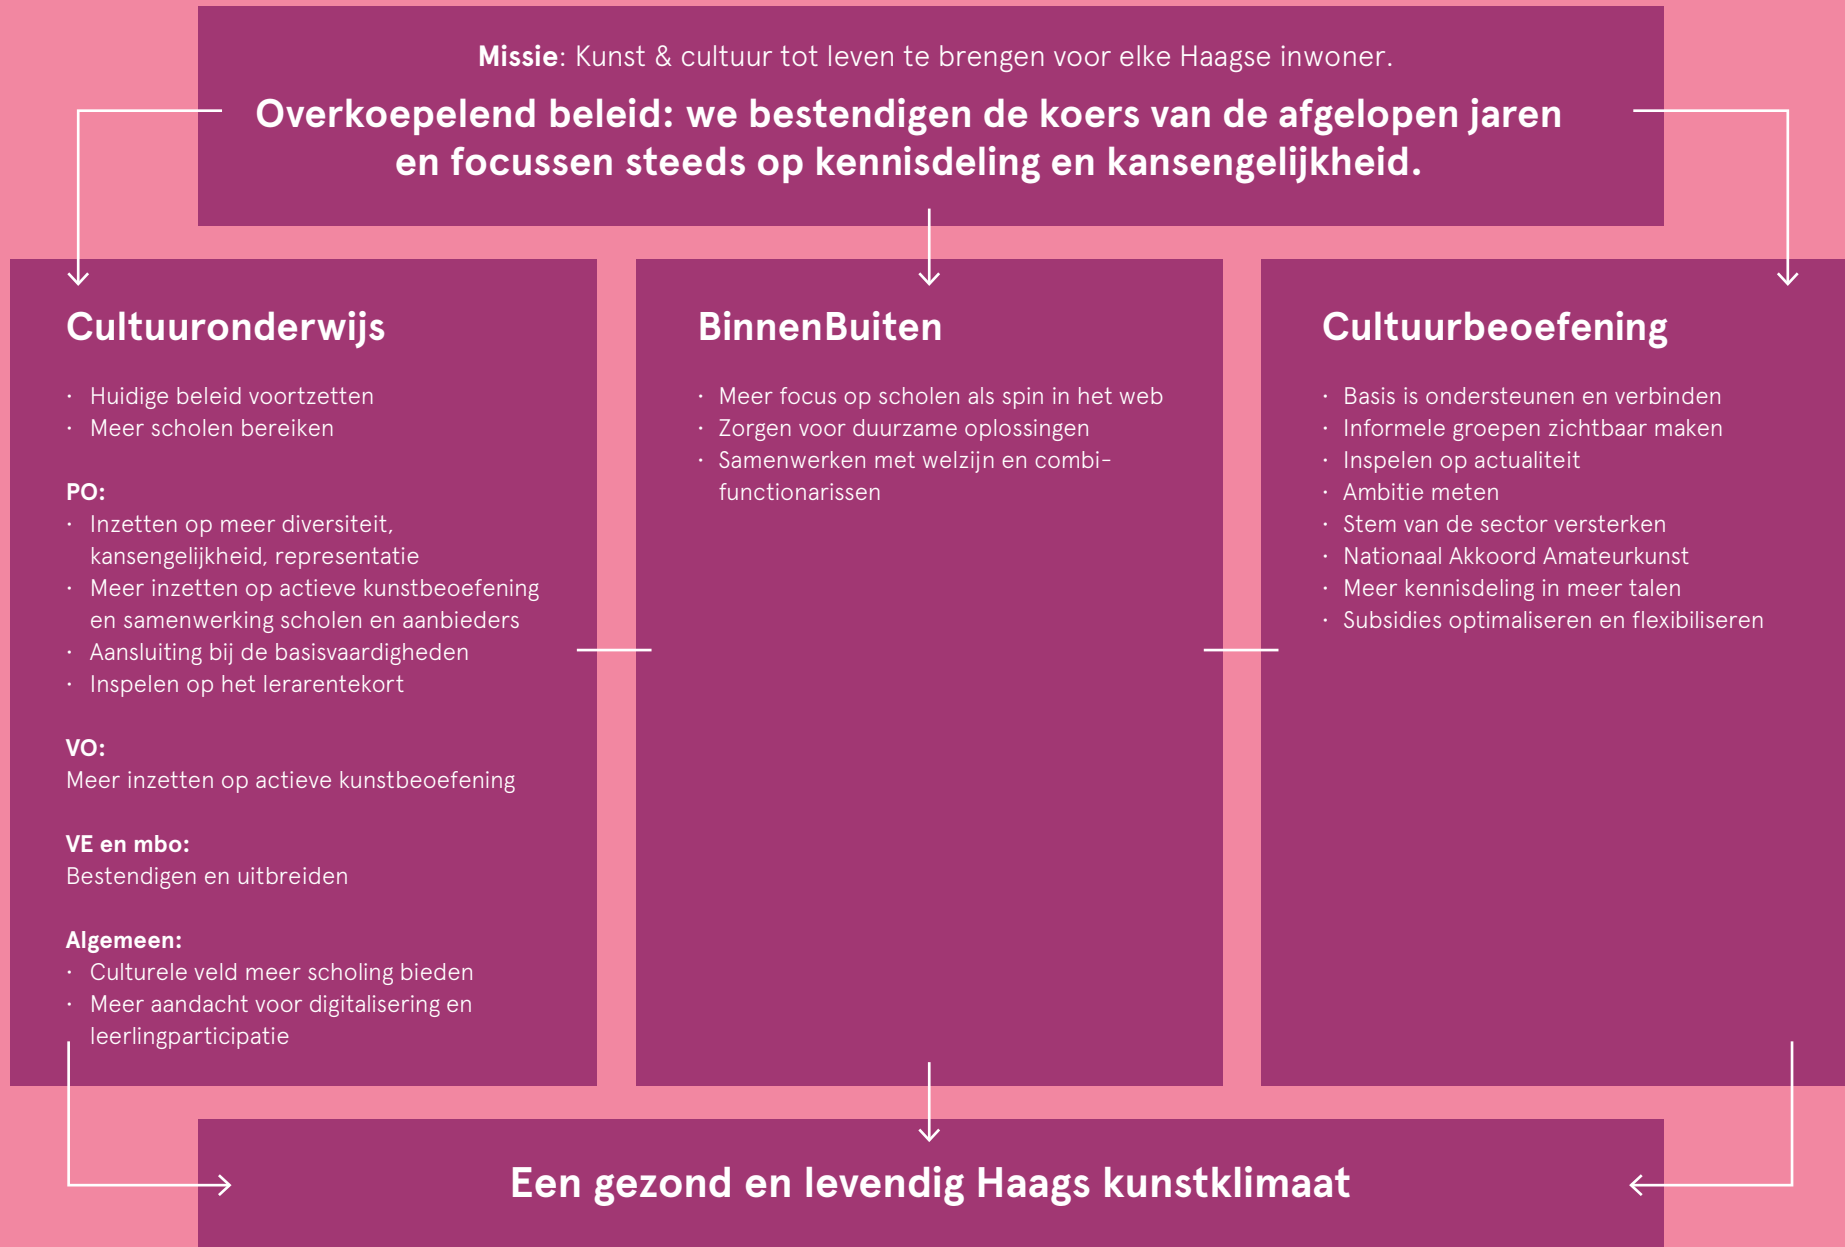 Missie: Kunst & cultuur tot leven te brengen voor elke Haagse inwoner.
Overkoepelend beleid: we bestendigen de koers van de afgelopen jaren
en focussen steeds op kennisdeling en kansengelijkheid.
Cultuuronderwijs
· Huidige beleid voortzetten
· Meer scholen bereiken
PO:
· Inzetten op meer diversiteit,
kansengelijkheid, representatie
· Meer inzetten op actieve kunstbeoefening
en samenwerking scholen en aanbieders
· Aansluiting bij de basisvaardigheden
· Inspelen op het lerarentekort
VO:
Meer inzetten op actieve kunstbeoefening
VE en mbo:
Bestendigen en uitbreiden
Algemeen:
· Culturele veld meer scholing bieden
· Meer aandacht voor digitalisering en
leerlingparticipatie
BinnenBuiten
· Meer focus op scholen als spin in het web
· Zorgen voor duurzame oplossingen
· Samenwerken met welzijn en combi-
functionarissen
Cultuurbeoefening
· Basis is ondersteunen en verbinden
· Informele groepen zichtbaar maken
· Inspelen op actualiteit
· Ambitie meten
· Stem van de sector versterken
· Nationaal Akkoord Amateurkunst
· Meer kennisdeling in meer talen
· Subsidies optimaliseren en flexibiliseren
Een gezond en levendig Haags kunstklimaat